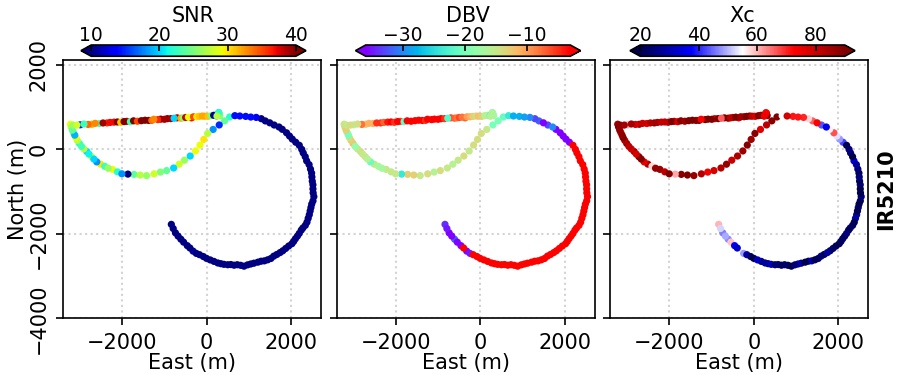 SNR DBV Xc
10 20 30 40 −30 −20 −10 20 40 60 80
2000
0
−2000
−4000
North (m)
IR5210
−2000 0 2000 −2000 0 2000 −2000 0 2000
East (m) East (m) East (m)